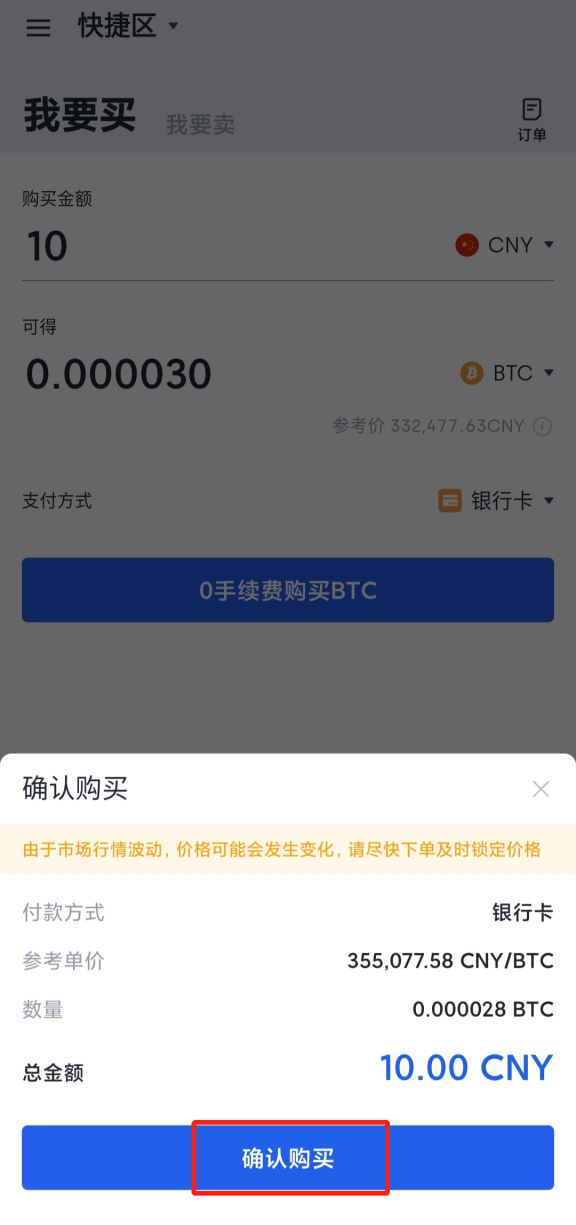 快捷区
我要买 我要卖
订单
购买金额
10 CNY
可得
0.000030 BTC
参考价 332,477.63CNY
支付方式 银行卡
0手续费购买BTC
确认购买
由于市场行情波动，价格可能会发生变化，请尽快下单及时锁定价格
付款方式 银行卡
参考单价 355,077.58 CNY/BTC
数量 0.000028 BTC
总金额 10.00 CNY
确认购买